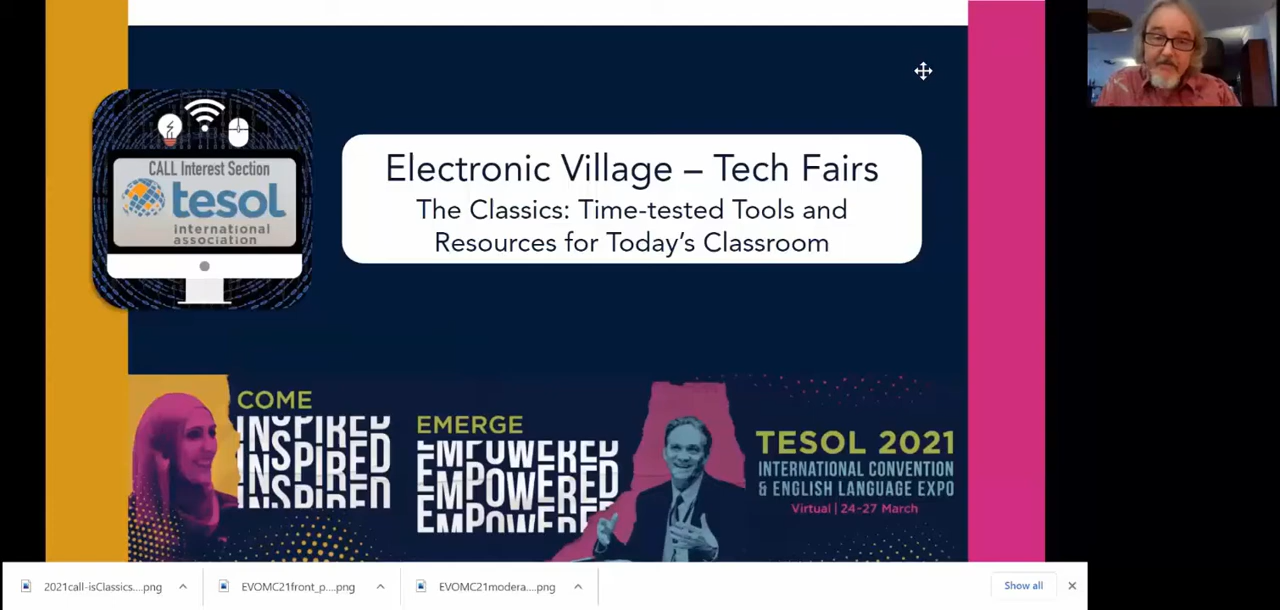 CALL Interest Section
tesol
international
association
Electronic Village – Tech Fairs
The Classics: Time-tested Tools and
Resources for Today's Classroom
COME
INSPIRED
INSPIRED
INSPIRED
EMERGE
EMPOWERED
EMPOWERED
EMPOWERED
TESOL 2021
INTERNATIONAL CONVENTION
& ENGLISH LANGUAGE EXPO
Virtual | 24-27 March
2021call-isClassics....png
EVOMC21front_p....png
EVOMC21modera....png
Show all